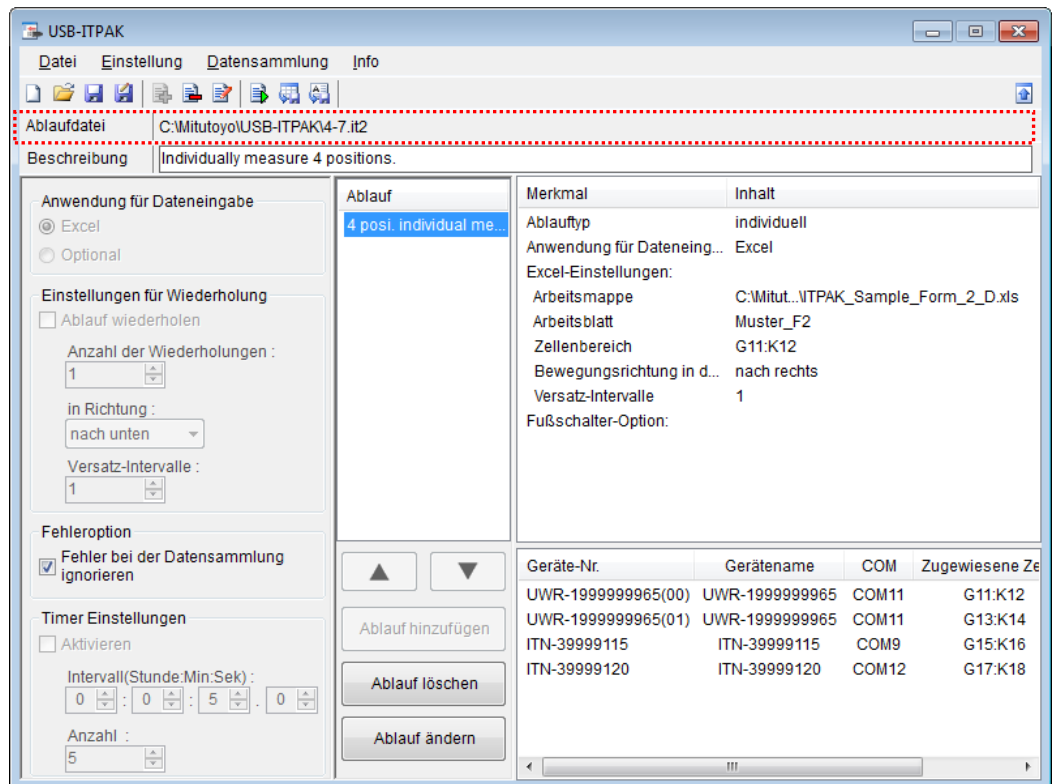 USB-ITPAK
Datei Einstellung Datensammlung Info
Ablaufdatei C:\Mitutoyo\USB-ITPAK\4-7.it2
Beschreibung Individually measure 4 positions.
Anwendung für Dateneingabe
Excel
Optional
Einstellungen für Wiederholung
Ablauf wiederholen
Anzahl der Wiederholungen :
1
in Richtung :
nach unten
Versatz-Intervalle :
1
Fehleroption
Fehler bei der Datensammlung
ignorieren
Timer Einstellungen
Aktivieren
Intervall(Stunde:Min:Sek) :
0 : 0 : 5 . 0
Anzahl :
5
Ablauf
4 posi. individual me...
Ablauf hinzufügen
Ablauf löschen
Ablauf ändern
Merkmal Inhalt
Ablauftyp individuell
Anwendung für Dateneing... Excel
Excel-Einstellungen:
Arbeitsmappe C:\Mitut...\ITPAK_Sample_Form_2_D.xls
Arbeitsblatt Muster_F2
Zellenbereich G11:K12
Bewegungsrichtung in d... nach rechts
Versatz-Intervalle 1
Fußschalter-Option:
Geräte-Nr. Gerätename COM Zugewiesene Ze
UWR-1999999965(00) UWR-1999999965 COM11 G11:K12
UWR-1999999965(01) UWR-1999999965 COM11 G13:K14
ITN-39999115 ITN-39999115 COM9 G15:K16
ITN-39999120 ITN-39999120 COM12 G17:K18